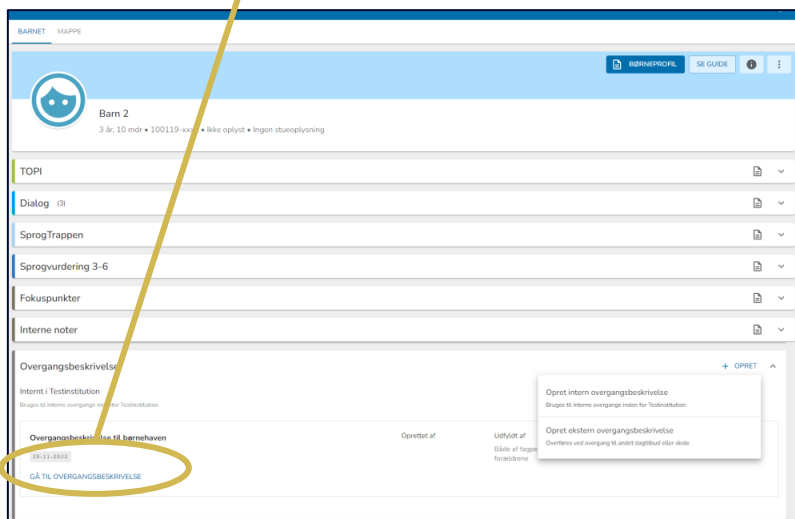 BARNET MAPPE
BØRNEPROFIL SE GUIDE
Barn 2
3 år, 10 mdr • 100119-xxxx • Ikke oplyst • Ingen stueoplysning
TOPI
Dialog (3)
SprogTrappen
Sprogvurdering 3-6
Fokuspunkter
Interne noter
Overgangsbeskrivelse
+ OPRET
Internt i Testinstitution
Bruges til interne overgange inden for Testinstitution
Opret intern overgangsbeskrivelse
Bruges til interne overgange inden for Testinstitution
Opret ekstern overgangsbeskrivelse
Overføres ved overgang til andet dagtilbud eller skole
Overgangsbeskrivelse til børnehaven
25-11-2022
GÅ TIL OVERGANGSBESKRIVELSE
Oprettet af
Udfyldt af
Både af fagpe
forældrene